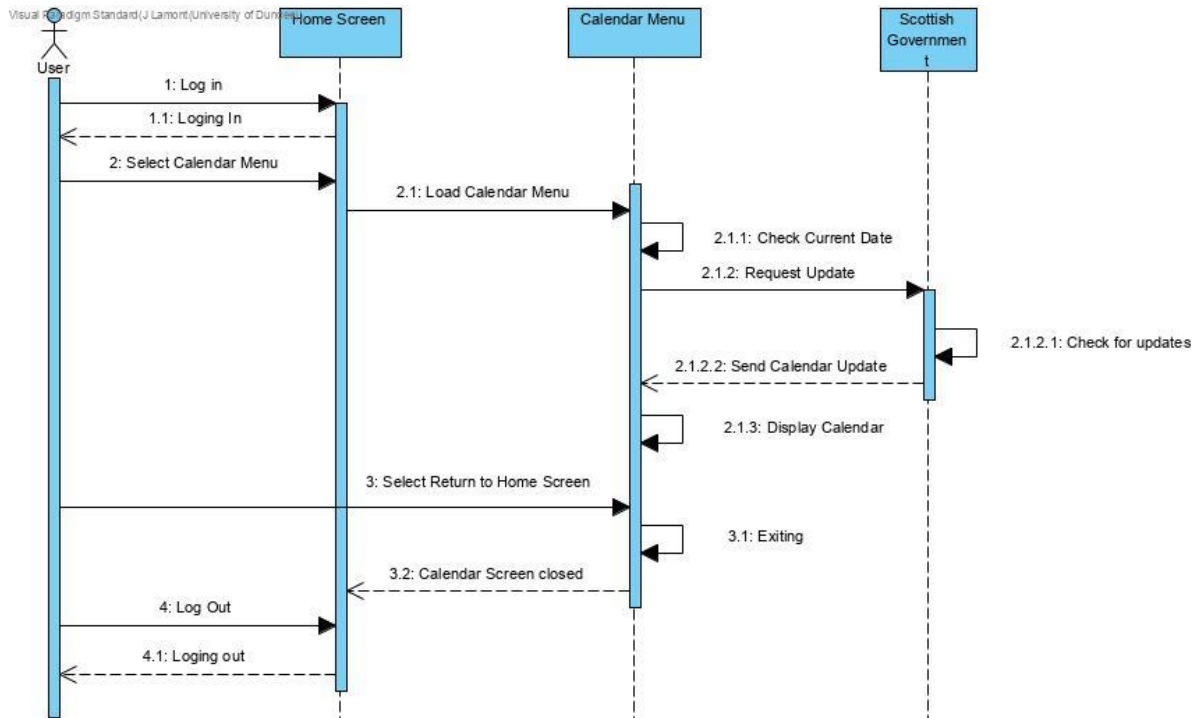 Visual Paradigm Standard(J Lamont(University of Dundee))
Home Screen
Calendar Menu
Scottish
Governmen
t
User
1: Log in
1.1: Loging In
2: Select Calendar Menu
2.1: Load Calendar Menu
2.1.1: Check Current Date
2.1.2: Request Update
2.1.2.1: Check for updates
2.1.2.2: Send Calendar Update
2.1.3: Display Calendar
3: Select Return to Home Screen
3.1: Exiting
3.2: Calendar Screen closed
4: Log Out
4.1: Loging out